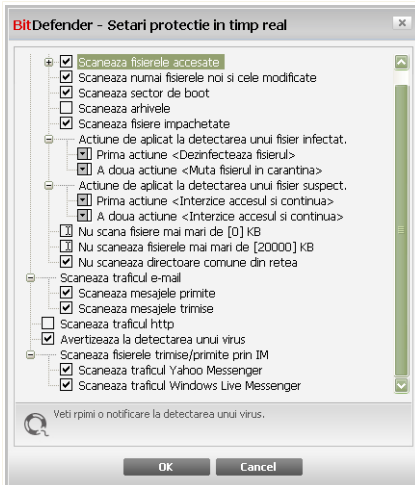 BitDefender - Setari protectie in timp real
Scaneaza fisierele accesate
Scaneaza numai fisierele noi si cele modificate
Scaneaza sector de boot
Scaneaza arhivele
Scaneaza fisiere impachetate
Actiune de aplicat la detectarea unui fisier infectat.
Prima actiune <Dezinfecteaza fisierul>
A doua actiune <Muta fisierul in carantina>
Actiune de aplicat la detectarea unui fisier suspect.
Prima actiune <Interzice accesul si continua>
A doua actiune <Interzice accesul si continua>
Nu scana fisiere mai mari de [0] KB
Nu scaneaza fisierele mai mari de [20000] KB
Nu scaneaza directoare comune din retea
Scaneaza traficul e-mail
Scaneaza mesajele primite
Scaneaza mesajele trimise
Scaneaza traficul http
Avertizeaza la detectarea unui virus
Scaneaza fisierele trimise/primite prin IM
Scaneaza traficul Yahoo Messenger
Scaneaza traficul Windows Live Messenger
Veti rpimi o notificare la detectarea unui virus.
OK Cancel